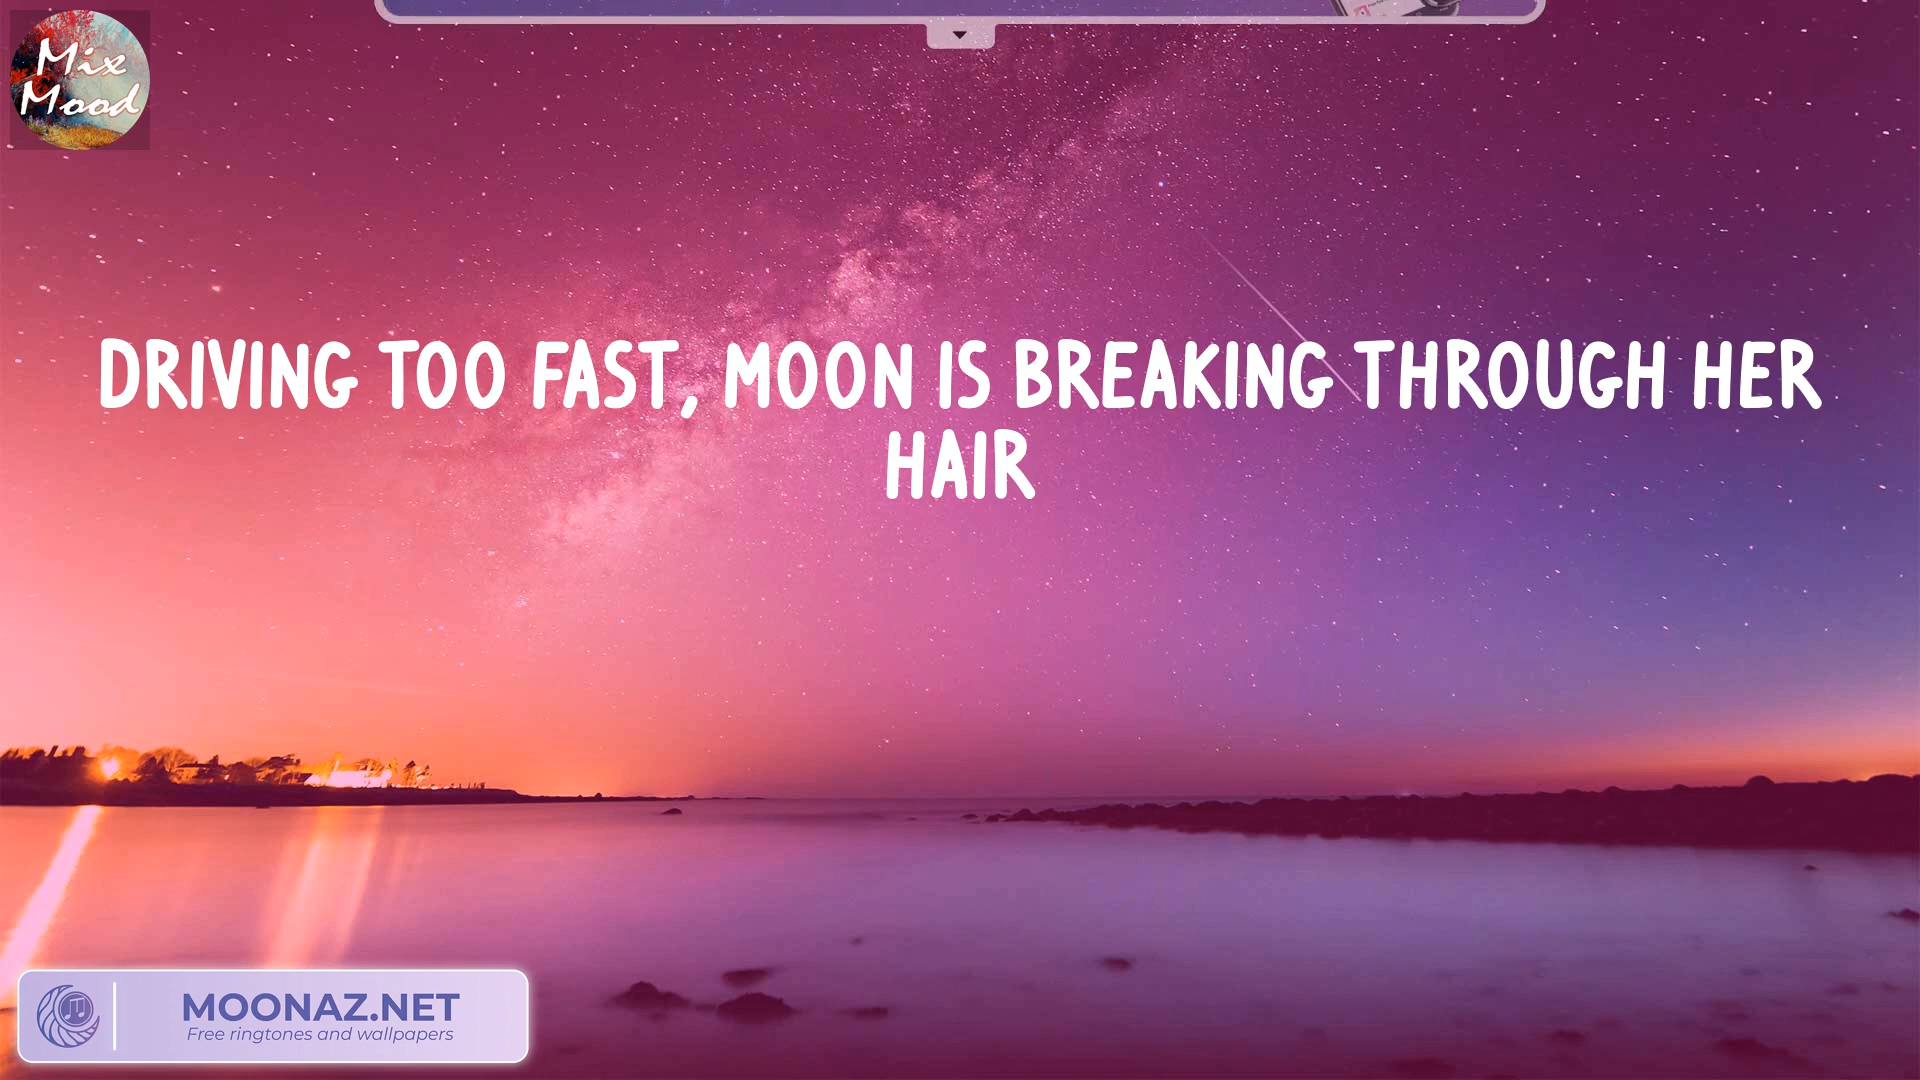 Mix
Mood
DRIVING TOO FAST, MOON IS BREAKING THROUGH HER
HAIR
MOONAZ.NET
Free ringtones and wallpapers